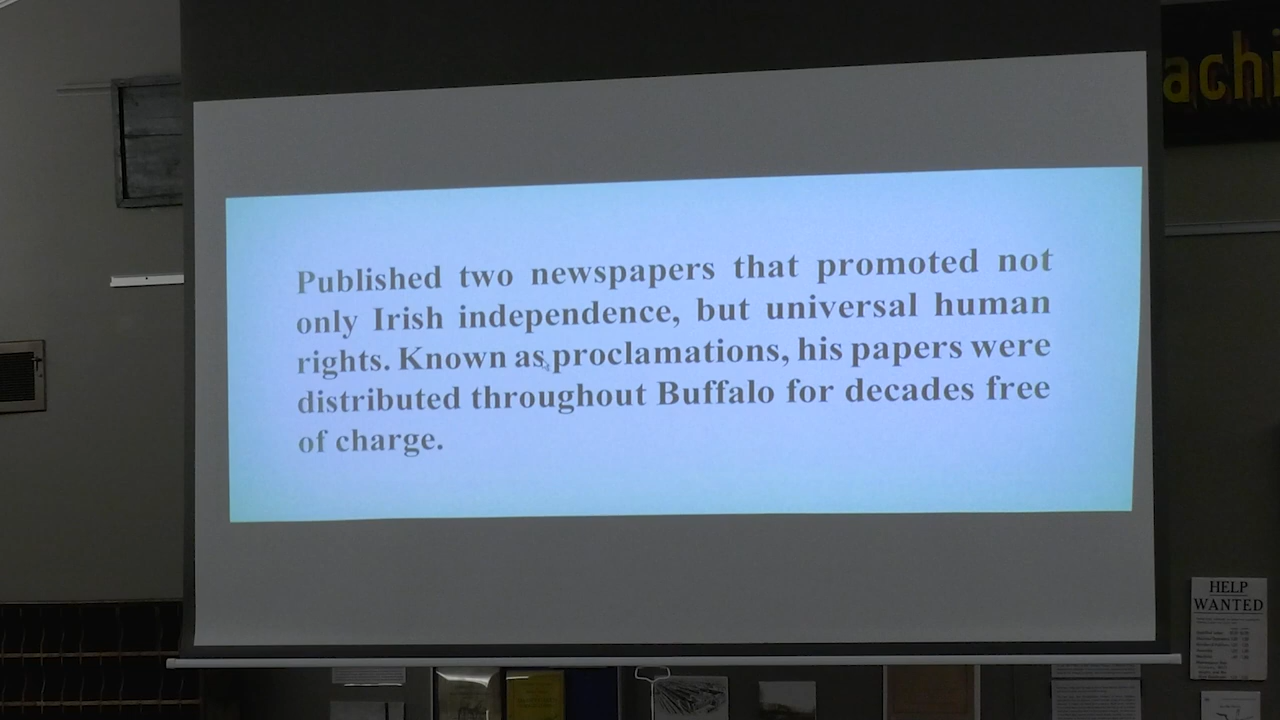 achi
Published two newspapers that promoted not
only Irish independence, but universal human
rights. Known as proclamations, his papers were
distributed throughout Buffalo for decades free
of charge.
HELP
WANTED